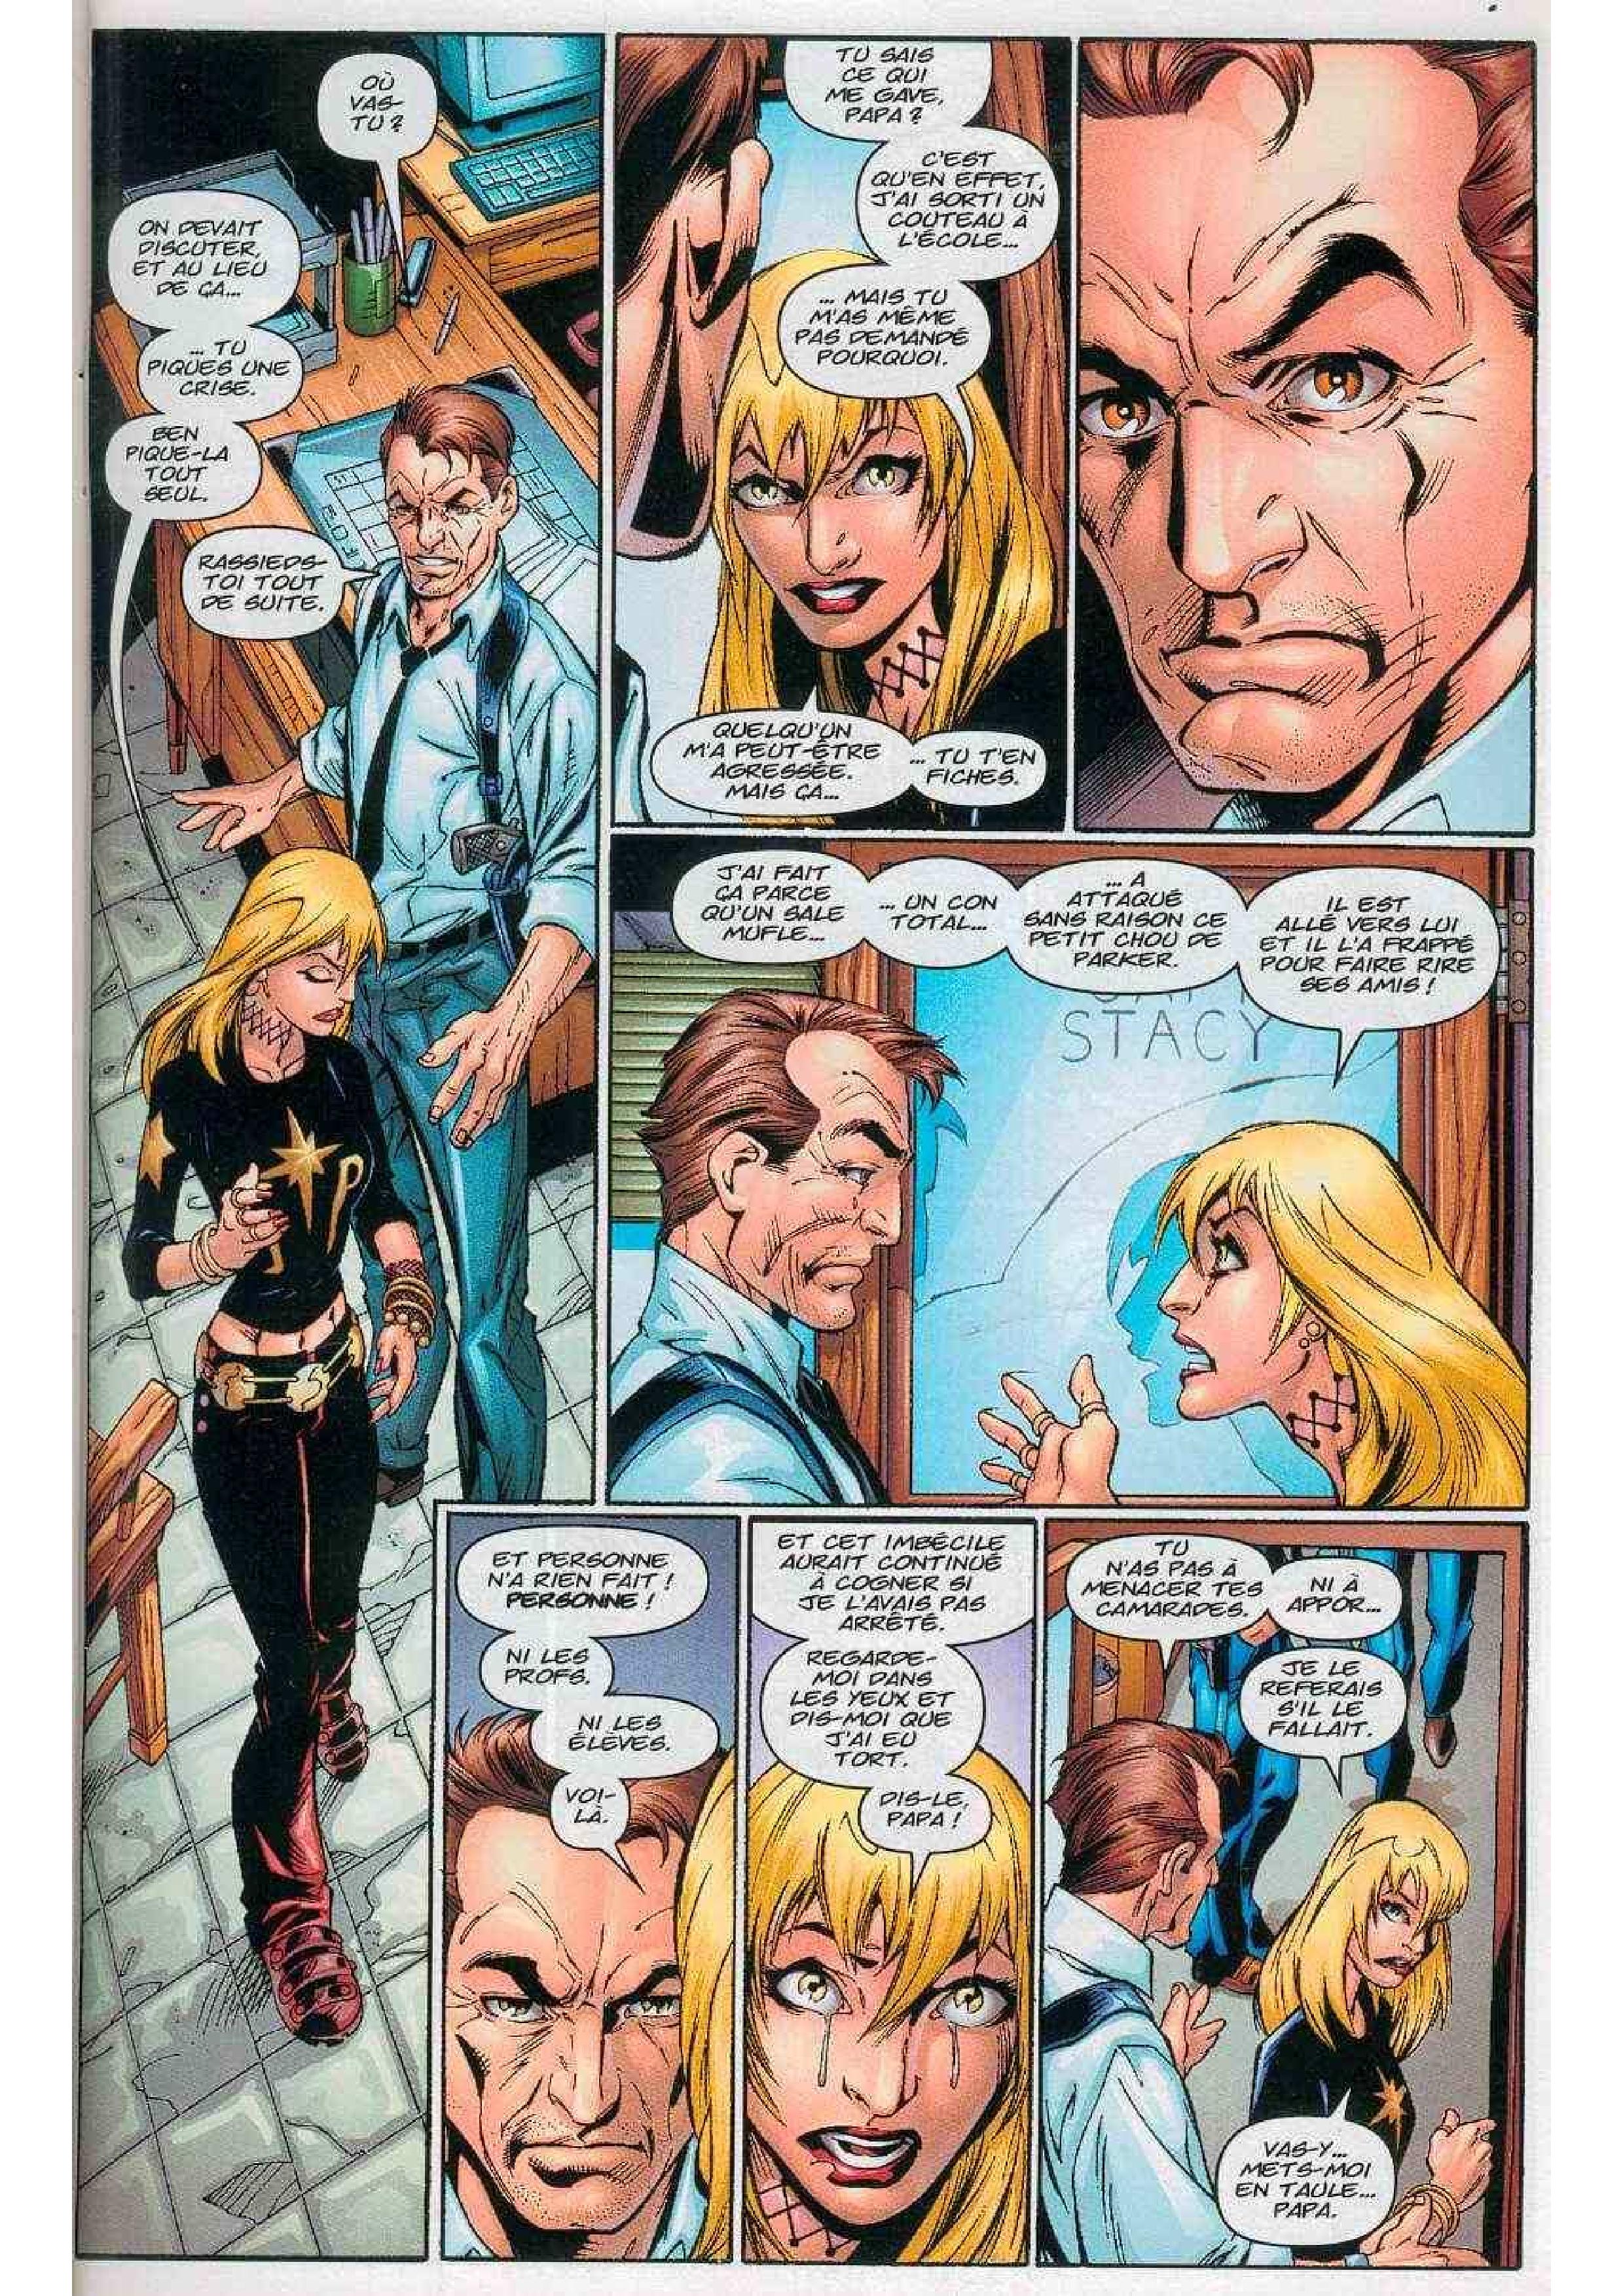 OÙ
VAS-
TU ?
ON DEVAIT
DISCUTER,
ET AU LIEU
DE ÇA...
... TU
PIQUES UNE
CRISE.
BEN
PIQUE-LA
TOUT
SEUL.
RASSIEDS-
TOI TOUT
DE SUITE.
TU SAIS
CE QUI
ME GAVE,
PAPA ?
C'EST
QU'EN EFFET,
J'AI SORTI UN
COUTEAU À
L'ÉCOLE...
... MAIS TU
M'AS MÊME
PAS DEMANDÉ
POURQUOI.
QUELQU'UN
M'A PEUT-ÊTRE
AGRESSÉE.
MAIS ÇA...
... TU T'EN
FICHES.
J'AI FAIT
ÇA PARCE
QU'UN SALE
MUFLE...
... UN CON
TOTAL...
... A
ATTAQUÉ
SANS RAISON CE
PETIT CHOU DE
PARKER.
IL EST
ALLÉ VERS LUI
ET IL L'A FRAPPÉ
POUR FAIRE RIRE
SES AMIS !
STACY
ET PERSONNE
N'A RIEN FAIT !
PERSONNE !
NI LES
PROFS.
NI LES
ÉLÈVES.
VOI-
LÀ.
ET CET IMBÉCILE
AURAIT CONTINUÉ
À COGNER SI
JE L'AVAIS PAS
ARRÊTÉ.
REGARDE-
MOI DANS
LES YEUX ET
DIS-MOI QUE
J'AI EU
TORT.
DIS-LE,
PAPA !
TU
N'AS PAS À
MENACER TES
CAMARADES.
NI À
APPOR...
JE LE
REFERAIS
S'IL LE
FALLAIT.
VAS-Y...
METS-MOI
EN TAULE...
PAPA.